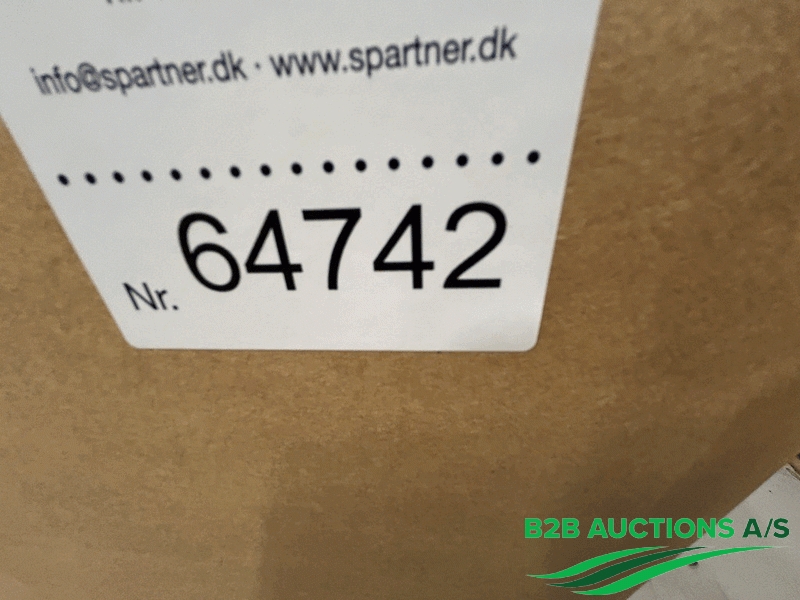 info@spartner.dk · www.spartner.dk
Nr. 64742
B2B AUCTIONS A/S